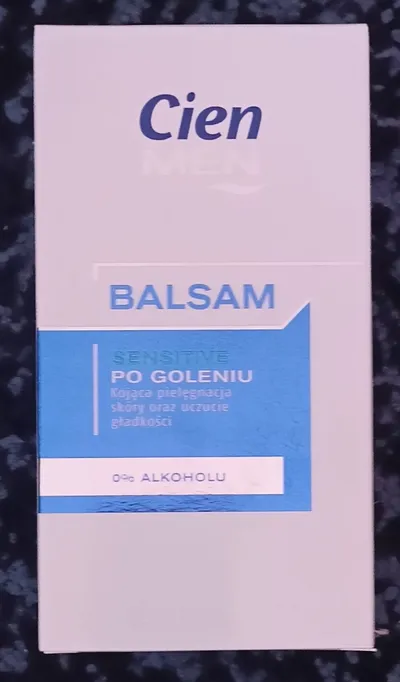 Cien
MEN
BALSAM
SENSITIVE
PO GOLENIU
Kojąca pielęgnacja
skóry oraz uczucie
gładkości
0% ALKOHOLU